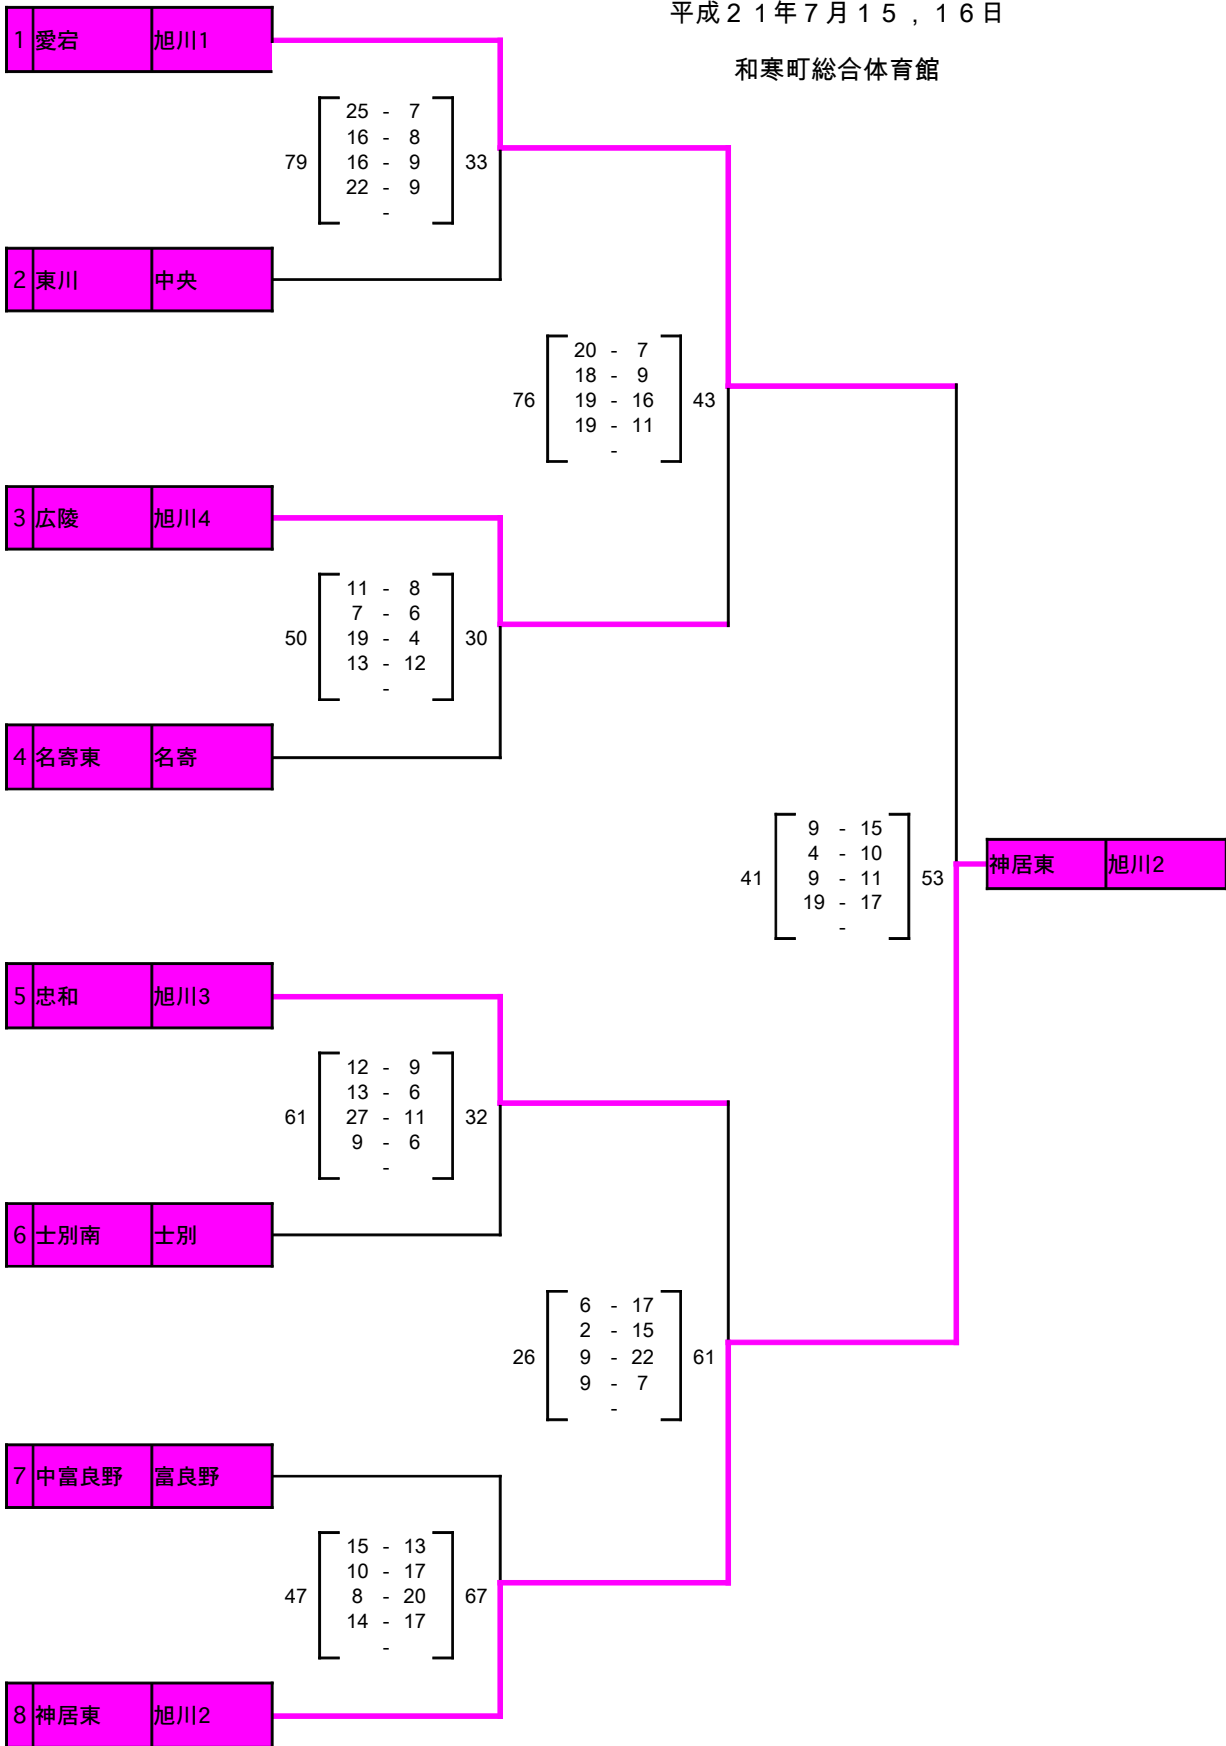 平成２１年７月１５，１６日
和寒町総合体育館
1 愛宕 旭川1
25 - 7
16 - 8
79 16 - 9 33
22 - 9
-
2 東川 中央
20 - 7
18 - 9
76 19 - 16 43
19 - 11
-
3 広陵 旭川4
11 - 8
7 - 6
50 19 - 4 30
13 - 12
-
4 名寄東 名寄
9 - 15
4 - 10
41 9 - 11 53
19 - 17
-
神居東 旭川2
5 忠和 旭川3
12 - 9
13 - 6
61 27 - 11 32
9 - 6
-
6 士別南 士別
6 - 17
2 - 15
26 9 - 22 61
9 - 7
-
7 中富良野 富良野
15 - 13
10 - 17
47 8 - 20 67
14 - 17
-
8 神居東 旭川2